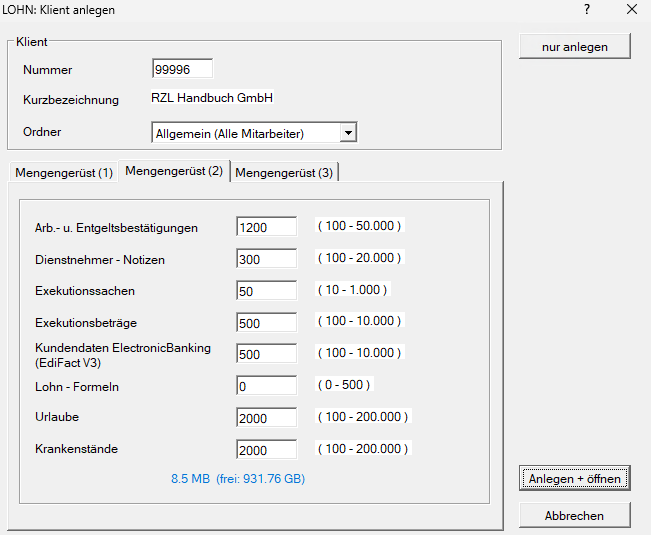 LOHN: Klient anlegen ? ✕
Klient
Nummer 99996
nur anlegen
Kurzbezeichnung RZL Handbuch GmbH
Ordner Allgemein (Alle Mitarbeiter)
Mengengerüst (1) Mengengerüst (2) Mengengerüst (3)
Arb.- u. Entgeltsbestätigungen 1200 ( 100 - 50.000 )
Dienstnehmer - Notizen 300 ( 100 - 20.000 )
Exekutionssachen 50 ( 10 - 1.000 )
Exekutionsbeträge 500 ( 100 - 10.000 )
Kundendaten ElectronicBanking
(EdiFact V3) 500 ( 100 - 10.000 )
Lohn - Formeln 0 ( 0 - 500 )
Urlaube 2000 ( 100 - 200.000 )
Krankenstände 2000 ( 100 - 200.000 )
8.5 MB (frei: 931.76 GB)
Anlegen + öffnen
Abbrechen